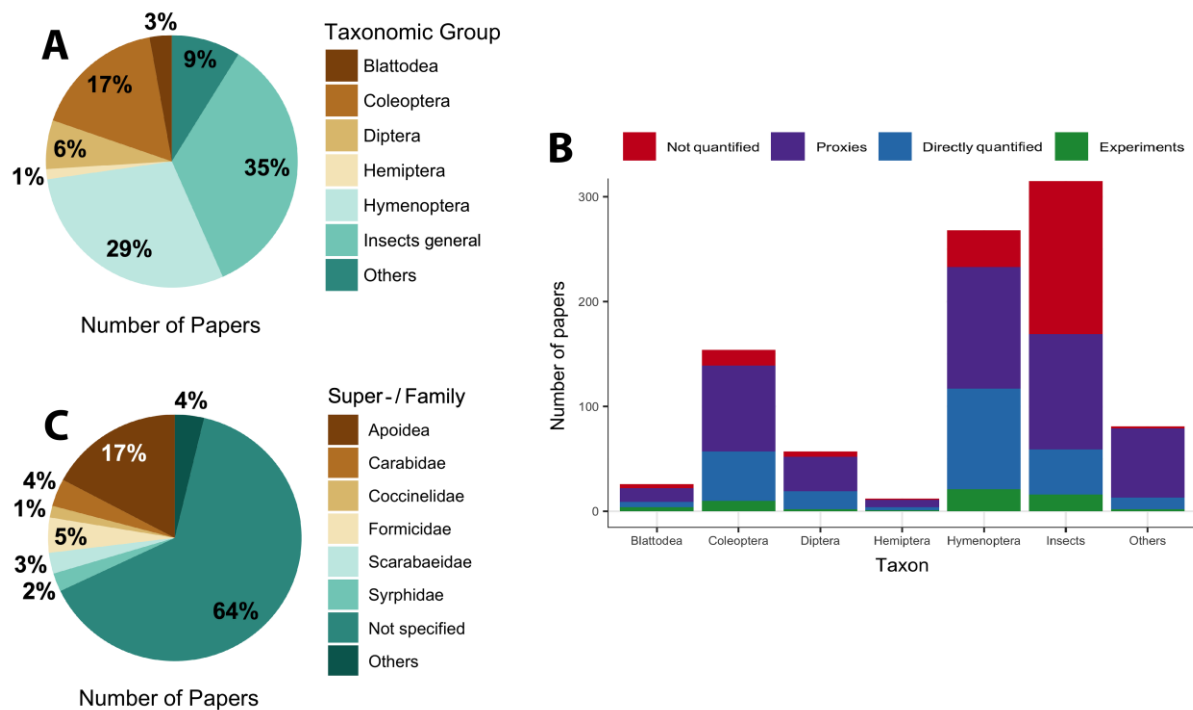 A
3%
9%
17%
6%
1%
35%
29%
Number of Papers
Taxonomic Group
Blattodea
Coleoptera
Diptera
Hemiptera
Hymenoptera
Insects general
Others
B
Not quantified
Proxies
Directly quantified
Experiments
Number of papers
300
200
100
0
Blattodea
Coleoptera
Diptera
Hemiptera
Hymenoptera
Insects
Others
Taxon
C
4%
17%
4%
1%
5%
3%
2%
64%
Number of Papers
Super-/Family
Apoidea
Carabidae
Coccinelidae
Formicidae
Scarabaeidae
Syrphidae
Not specified
Others